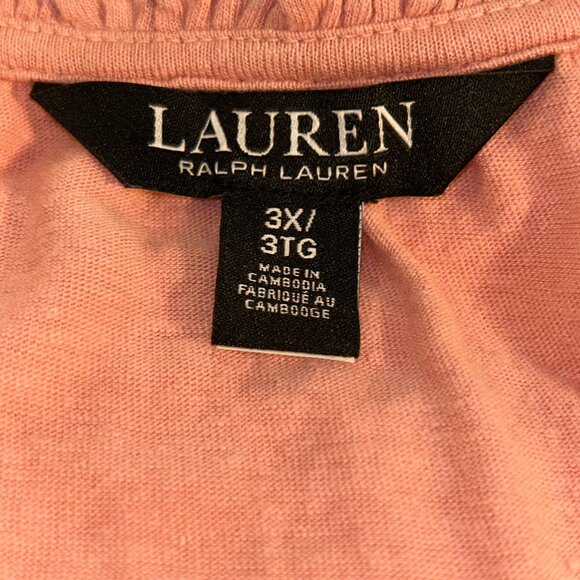 LAUREN
RALPH LAUREN
3X/
3TG
MADE IN
CAMBODIA
FABRIQUÉ AU
CAMBODGE